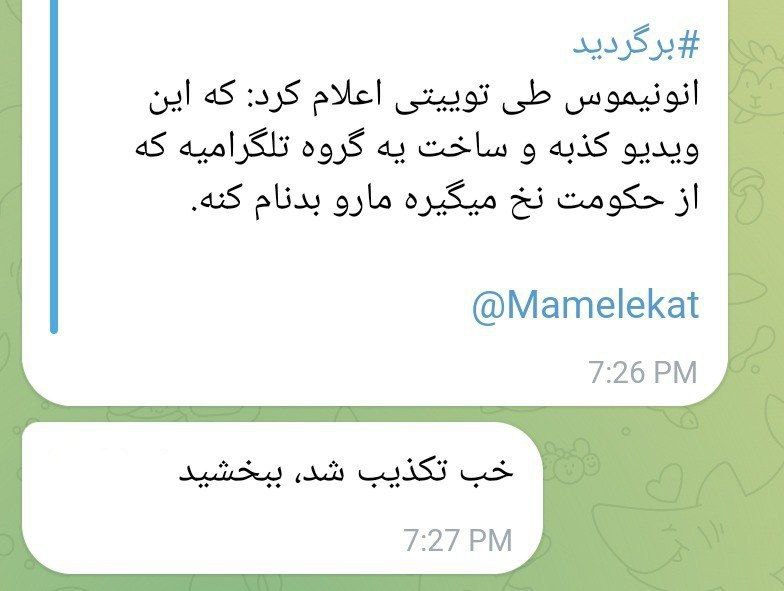 #برگردید
انونیموس طی توییتی اعلام کرد: که این
ویدیو کذبه و ساخت یه گروه تلگرامیه که
از حکومت نخ میگیره مارو بدنام کنه.
@Mamelekat
7:26 PM
خب تکذیب شد، ببخشید
7:27 PM